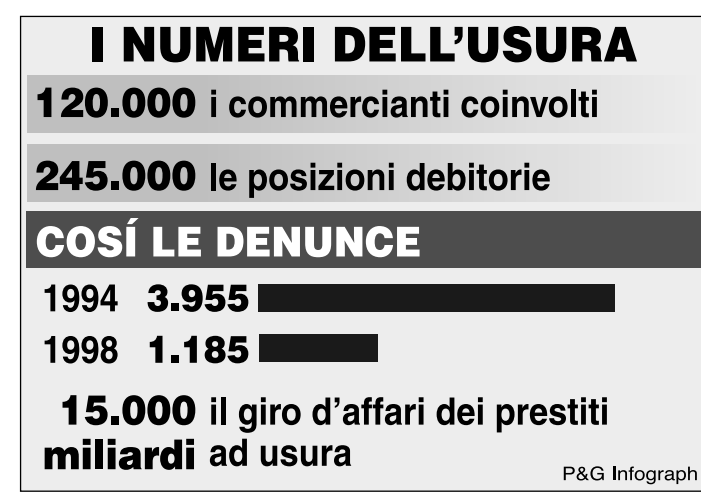 I NUMERI DELL'USURA
120.000 i commercianti coinvolti
245.000 le posizioni debitorie
COSÍ LE DENUNCE
1994 3.955
1998 1.185
15.000 il giro d'affari dei prestiti
miliardi ad usura
P&G Infograph